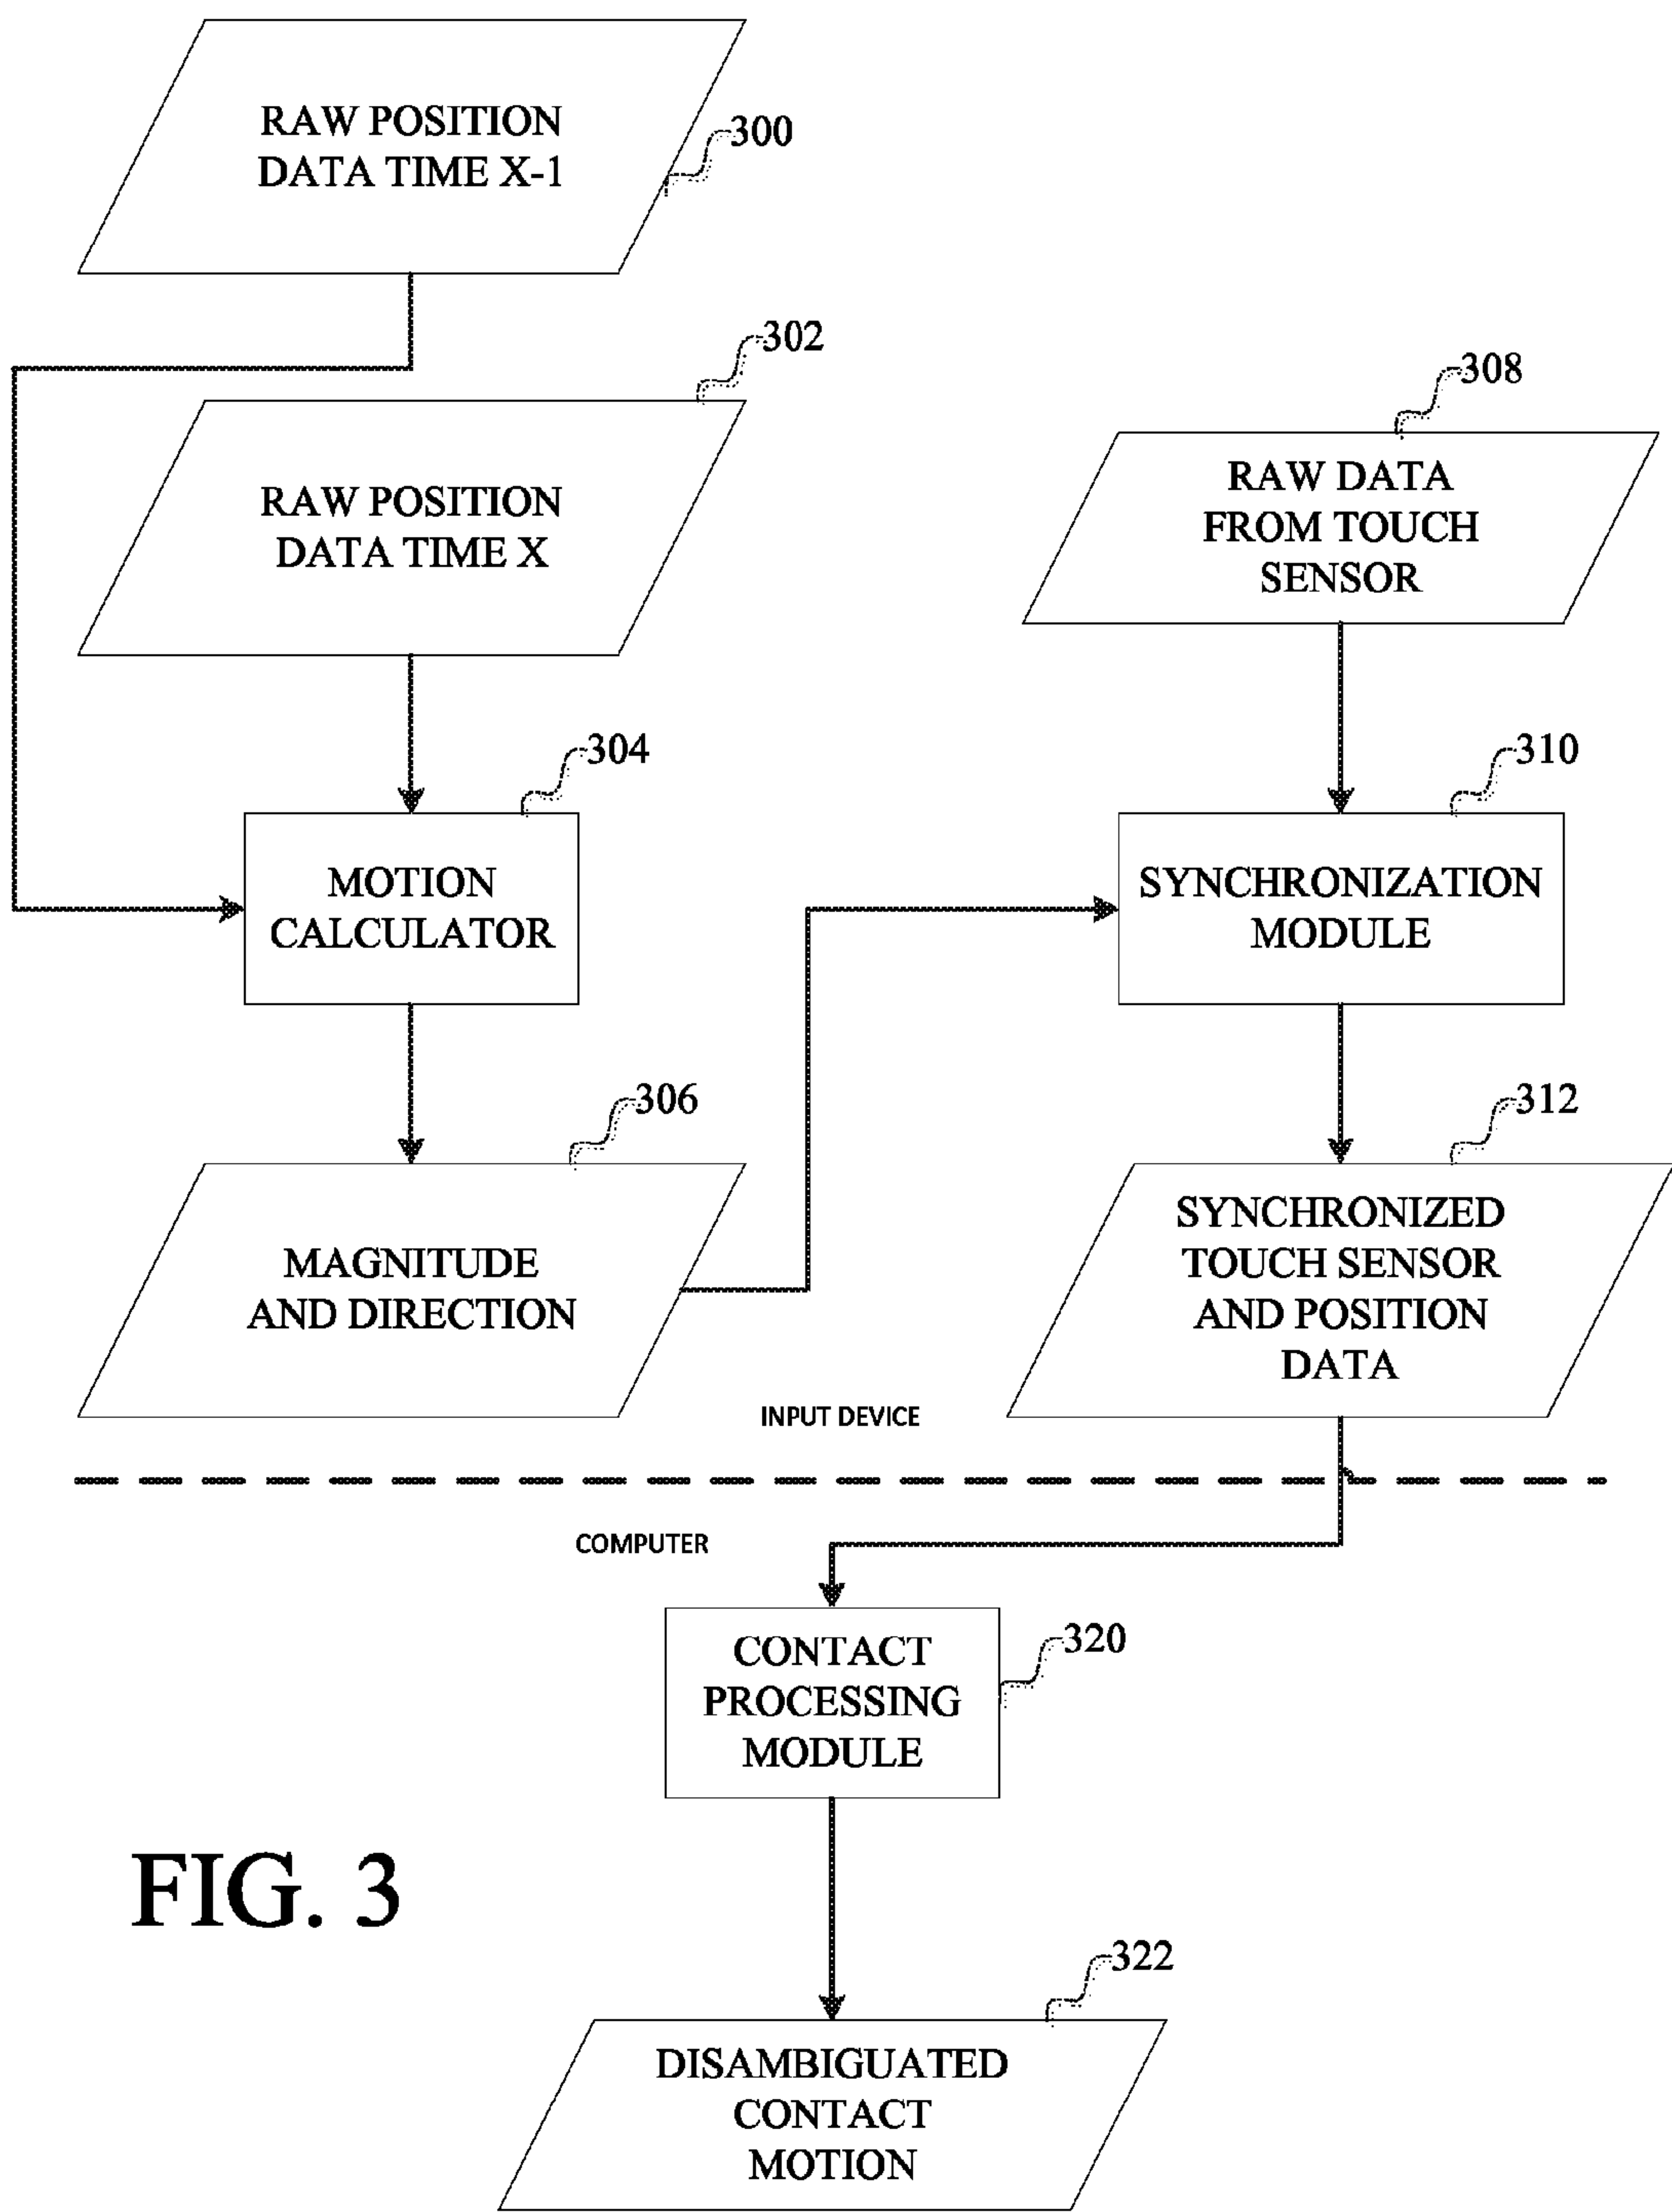 RAW POSITION
DATA TIME X-1
300
302
RAW POSITION
DATA TIME X
308
RAW DATA
FROM TOUCH
SENSOR
304
MOTION
CALCULATOR
310
SYNCHRONIZATION
MODULE
306
MAGNITUDE
AND DIRECTION
312
SYNCHRONIZED
TOUCH SENSOR
AND POSITION
DATA
INPUT DEVICE
COMPUTER
CONTACT
PROCESSING
MODULE
320
FIG. 3
322
DISAMBIGUATED
CONTACT
MOTION